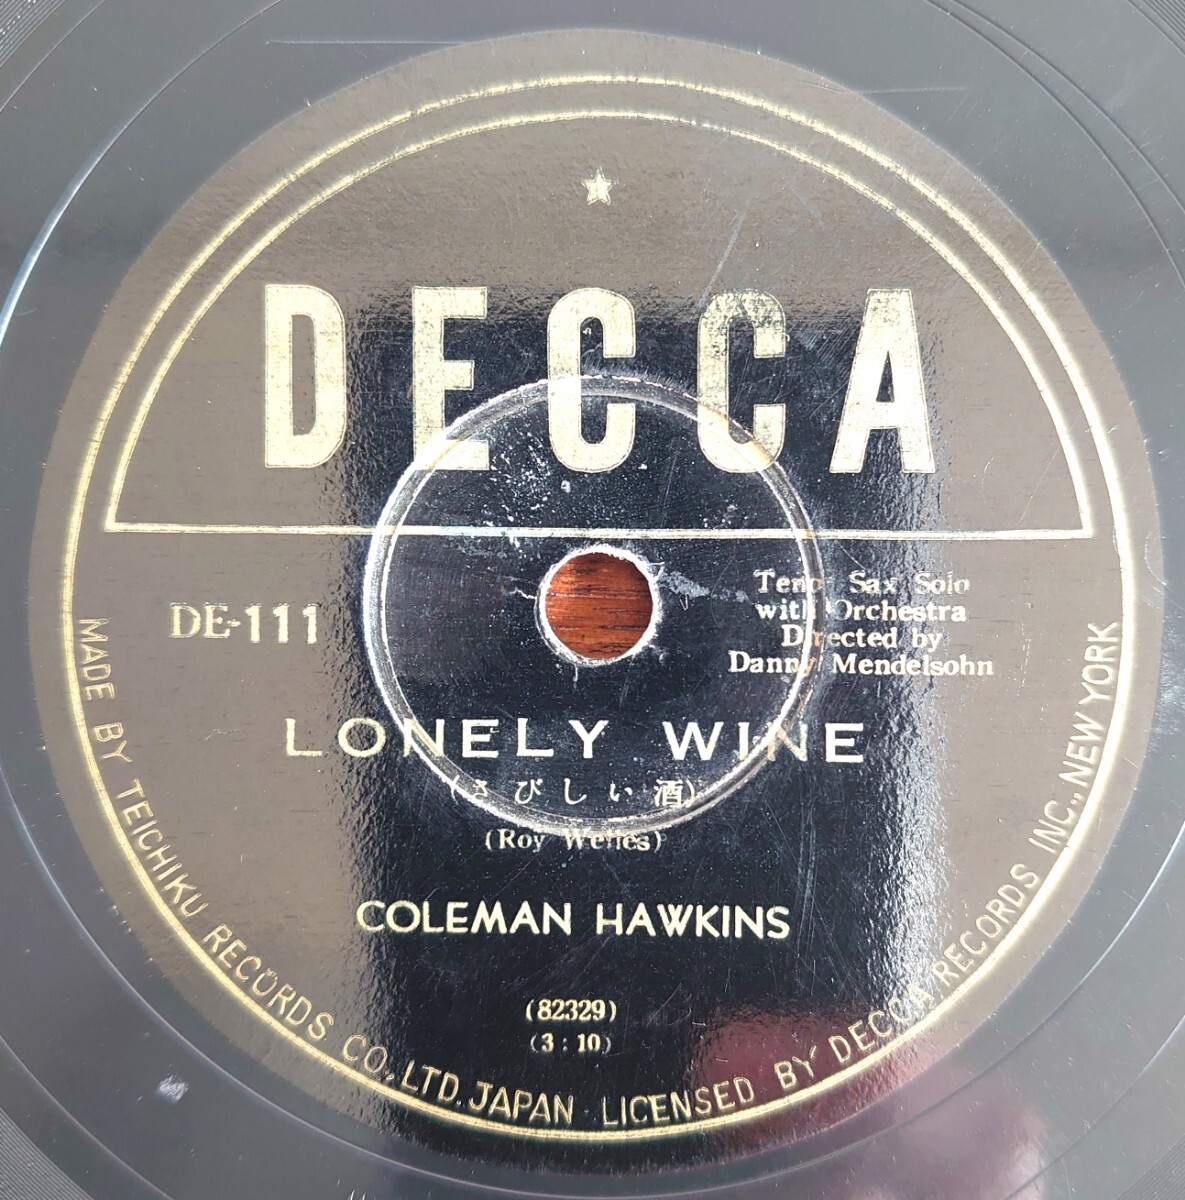 DECCA
DE-111
Tenor Sax Solo
with Orchestra
Directed by
Danny Mendelsohn
LONELY WINE
(さびしい酒)
(Roy Welles)
COLEMAN HAWKINS
(82329)
(3:10)
MADE BY TEICHIKU RECORDS CO., LTD. JAPAN LICENSED BY DECCA RECORDS INC., NEW YORK